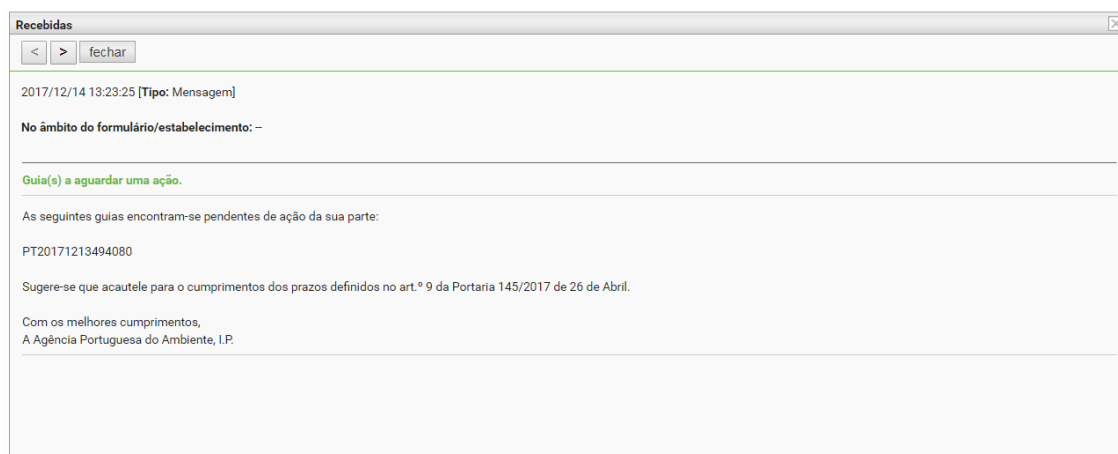 Recebidas
< > fechar
2017/12/14 13:23:25 [Tipo: Mensagem]
No âmbito do formulário/estabelecimento: --
Guia(s) a aguardar uma ação.
As seguintes guias encontram-se pendentes de ação da sua parte:
PT20171213494080
Sugere-se que acautele para o cumprimentos dos prazos definidos no art.º 9 da Portaria 145/2017 de 26 de Abril.
Com os melhores cumprimentos,
A Agência Portuguesa do Ambiente, I.P.